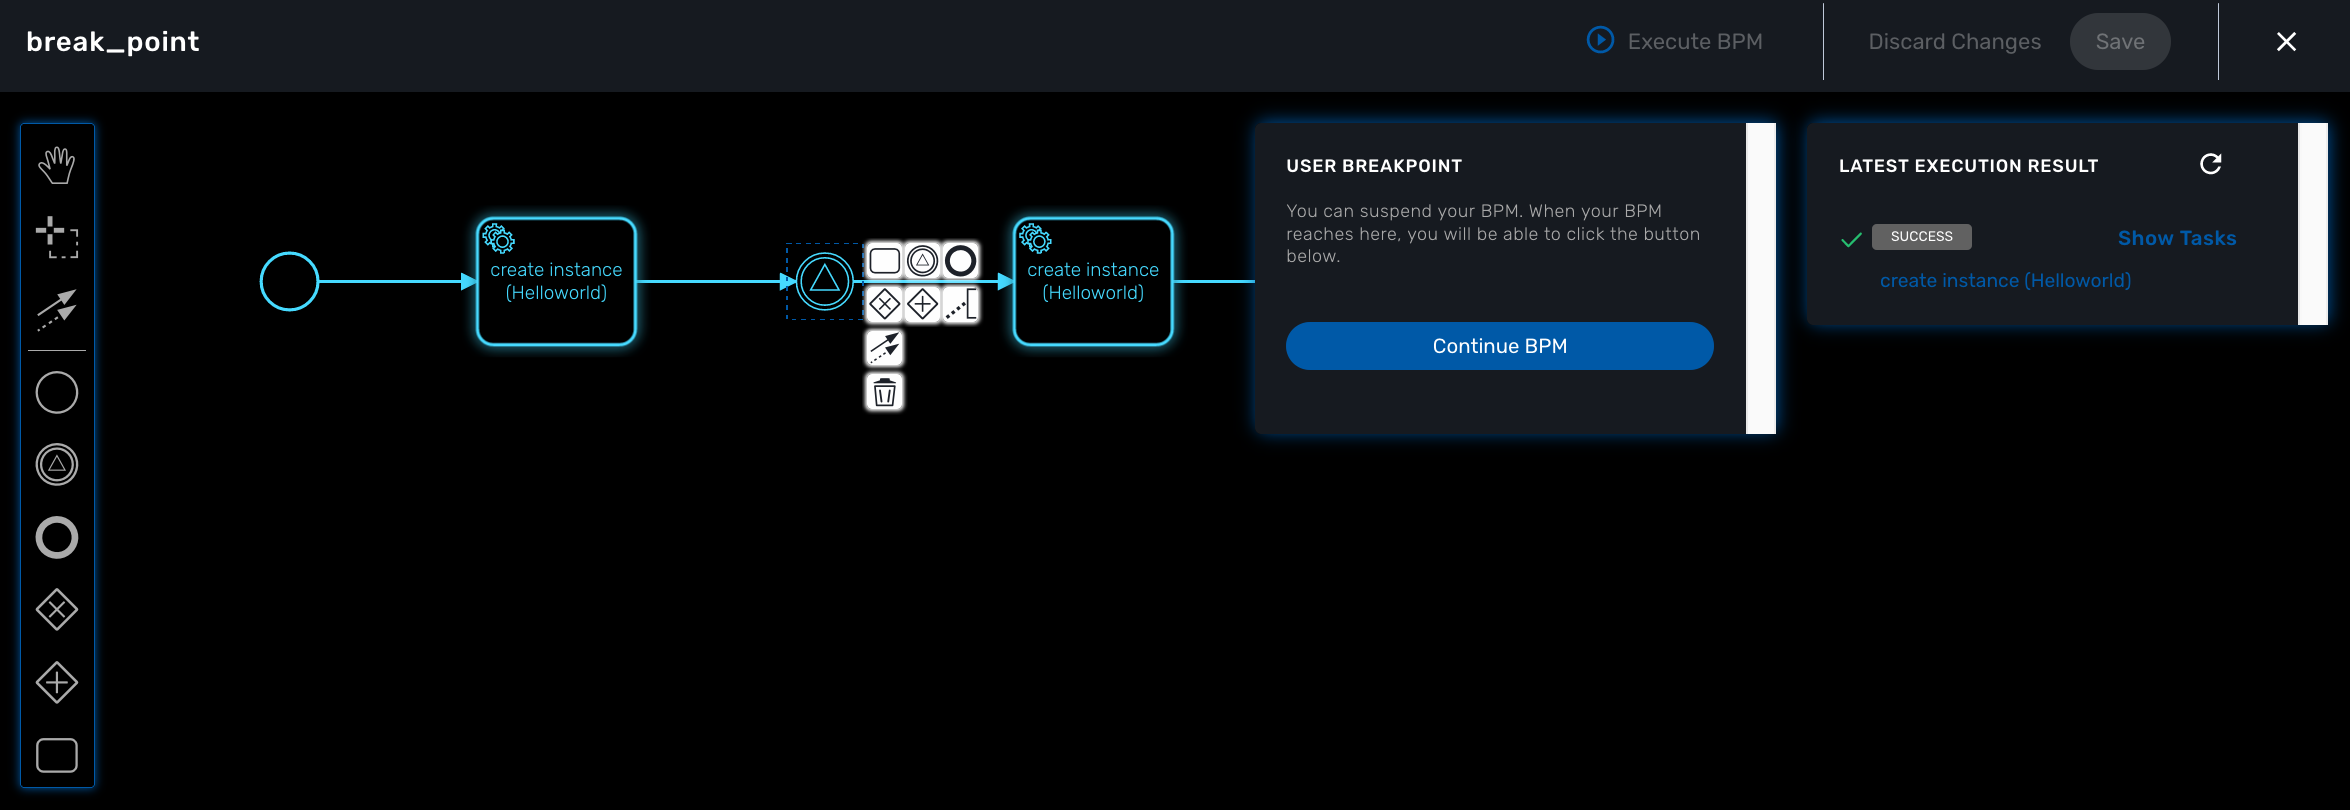 break_point
Execute BPM
Discard Changes
Save
create instance
(Helloworld)
create instance
(Helloworld)
USER BREAKPOINT
You can suspend your BPM. When your BPM
reaches here, you will be able to click the button
below.
Continue BPM
LATEST EXECUTION RESULT
SUCCESS
Show Tasks
create instance (Helloworld)